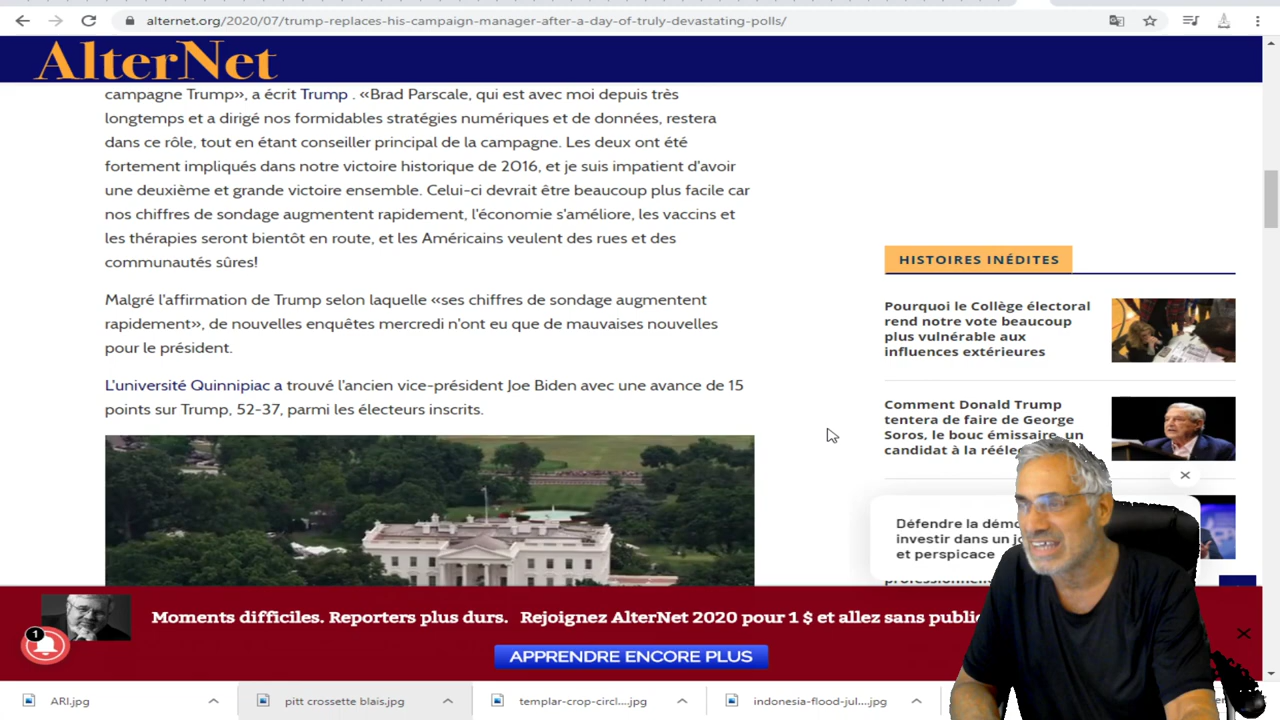 alternet.org/2020/07/trump-replaces-his-campaign-manager-after-a-day-of-truly-devastating-polls/
AlterNet
campagne Trump», a écrit Trump . «Brad Parscale, qui est avec moi depuis très
longtemps et a dirigé nos formidables stratégies numériques et de données, restera
dans ce rôle, tout en étant conseiller principal de la campagne. Les deux ont été
fortement impliqués dans notre victoire historique de 2016, et je suis impatient d'avoir
une deuxième et grande victoire ensemble. Celui-ci devrait être beaucoup plus facile car
nos chiffres de sondage augmentent rapidement, l'économie s'améliore, les vaccins et
les thérapies seront bientôt en route, et les Américains veulent des rues et des
communautés sûres!
Malgré l'affirmation de Trump selon laquelle «ses chiffres de sondage augmentent
rapidement», de nouvelles enquêtes mercredi n'ont eu que de mauvaises nouvelles
pour le président.
L'université Quinnipiac a trouvé l'ancien vice-président Joe Biden avec une avance de 15
points sur Trump, 52-37, parmi les électeurs inscrits.
HISTOIRES INÉDITES
Pourquoi le Collège électoral
rend notre vote beaucoup
plus vulnérable aux
influences extérieures
Comment Donald Trump
tentera de faire de George
Soros, le bouc émissaire, un
candidat à la
Défendre la
investir dans un
et perspicace
Moments difficiles. Reporters plus durs. Rejoignez AlterNet 2020 pour 1 $ et allez sans
APPRENDRE ENCORE PLUS
1
ARI.jpg
pitt crossette blais.jpg
templar-crop-circl....jpg
indonesia-flood-jul....jpg